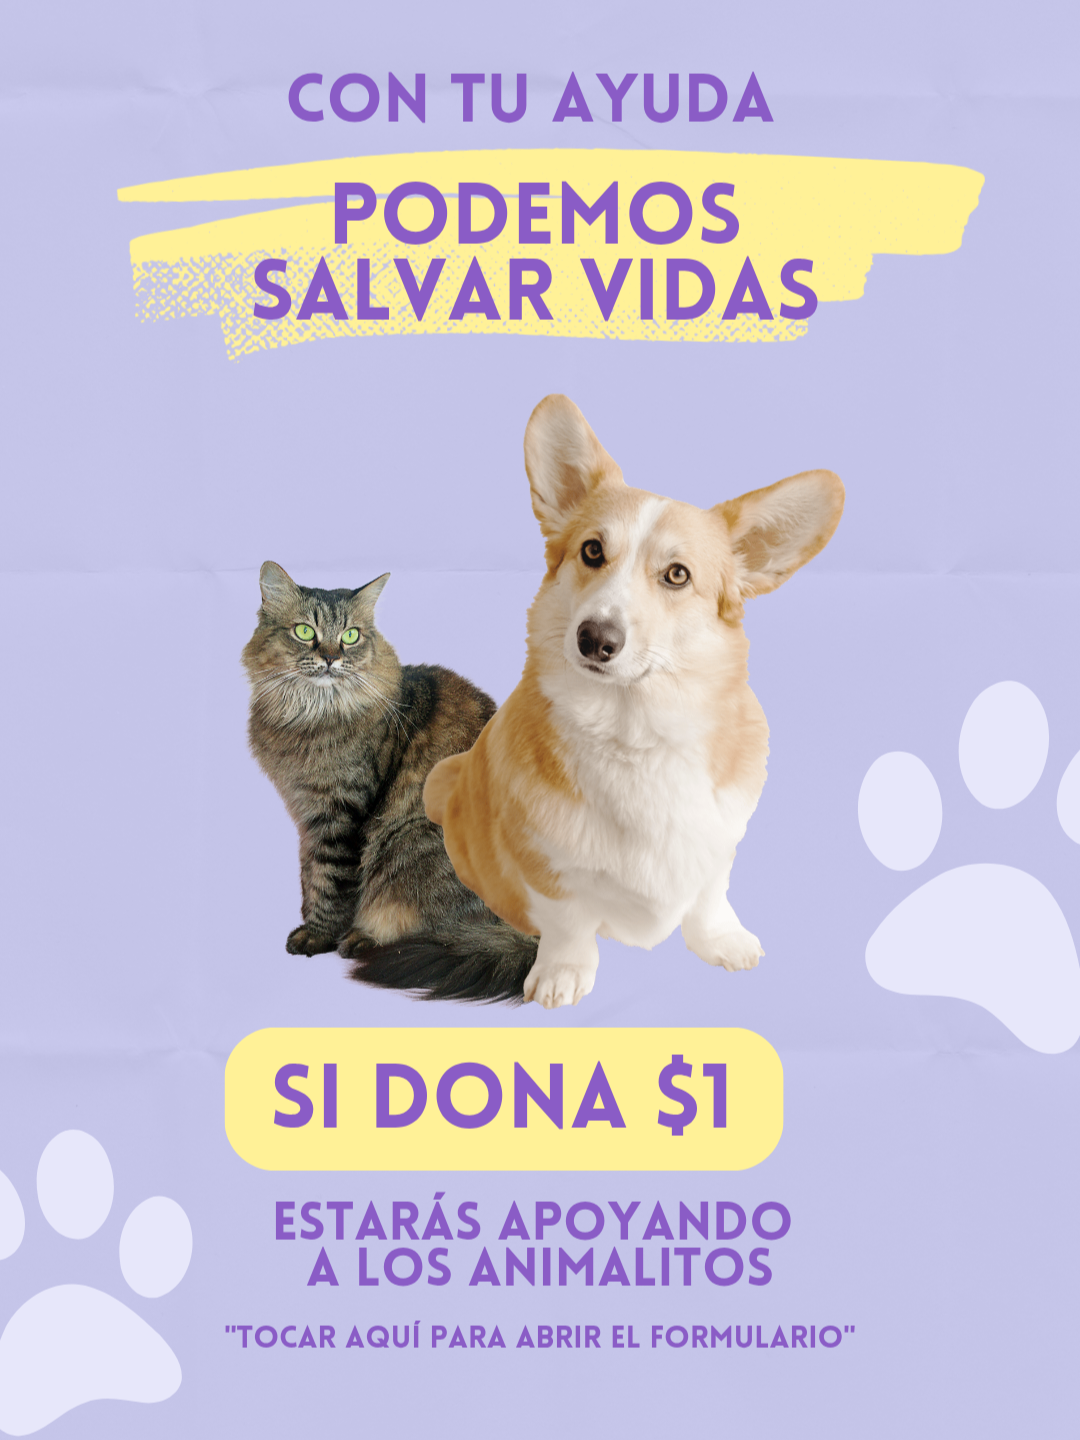 CON TU AYUDA
PODEMOS
SALVAR VIDAS
SI DONA $1
ESTARÁS APOYANDO
A LOS ANIMALITOS
"TOCAR AQUÍ PARA ABRIR EL FORMULARIO"